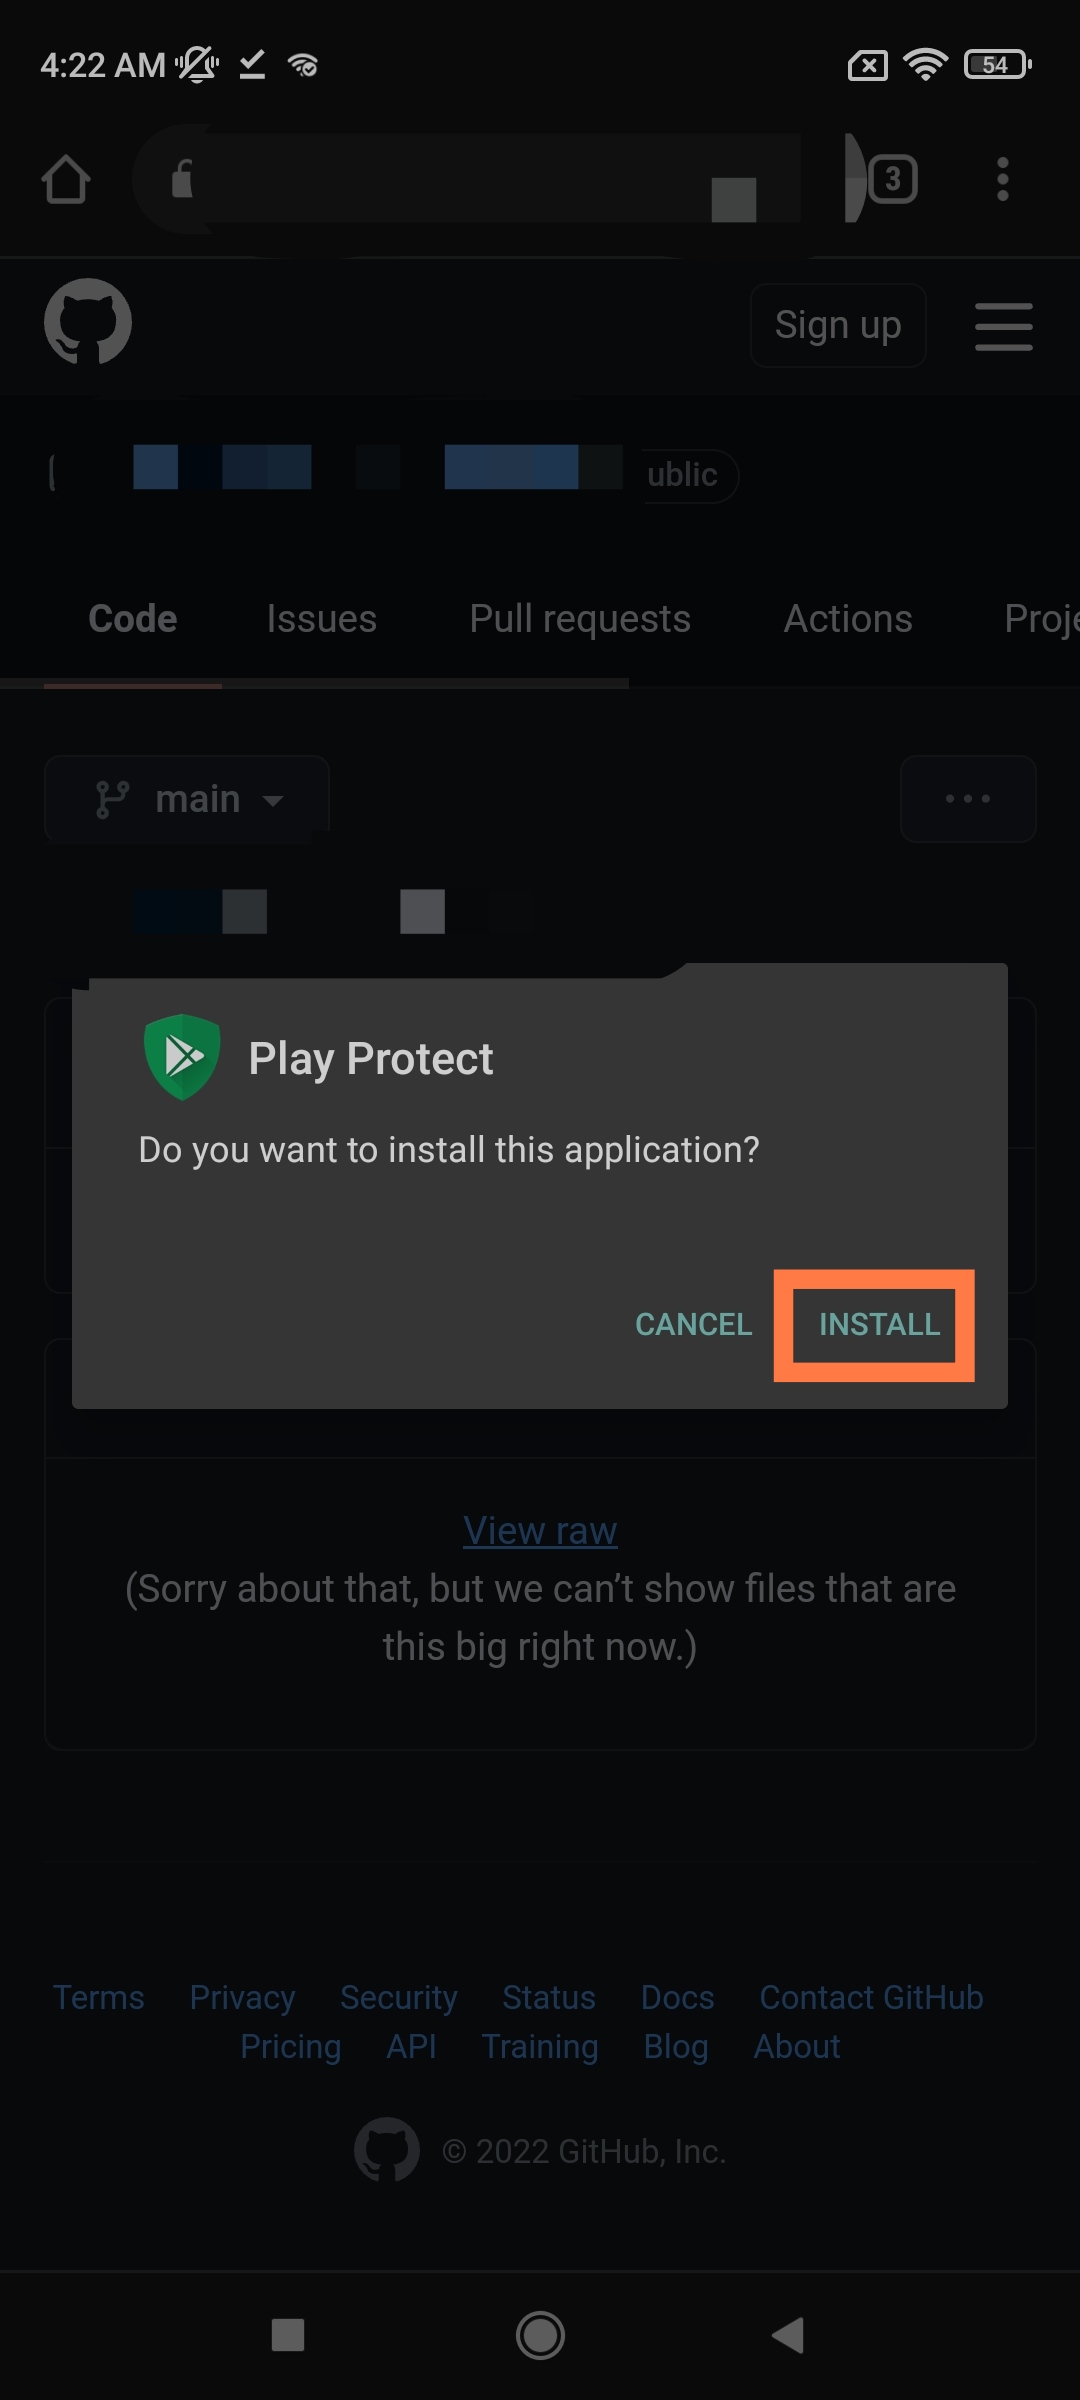 4:22 AM
54
3
Sign up
ublic
Code Issues Pull requests Actions Proje
main
Play Protect
Do you want to install this application?
CANCEL INSTALL
View raw
(Sorry about that, but we can't show files that are
this big right now.)
Terms Privacy Security Status Docs Contact GitHub
Pricing API Training Blog About
© 2022 GitHub, Inc.